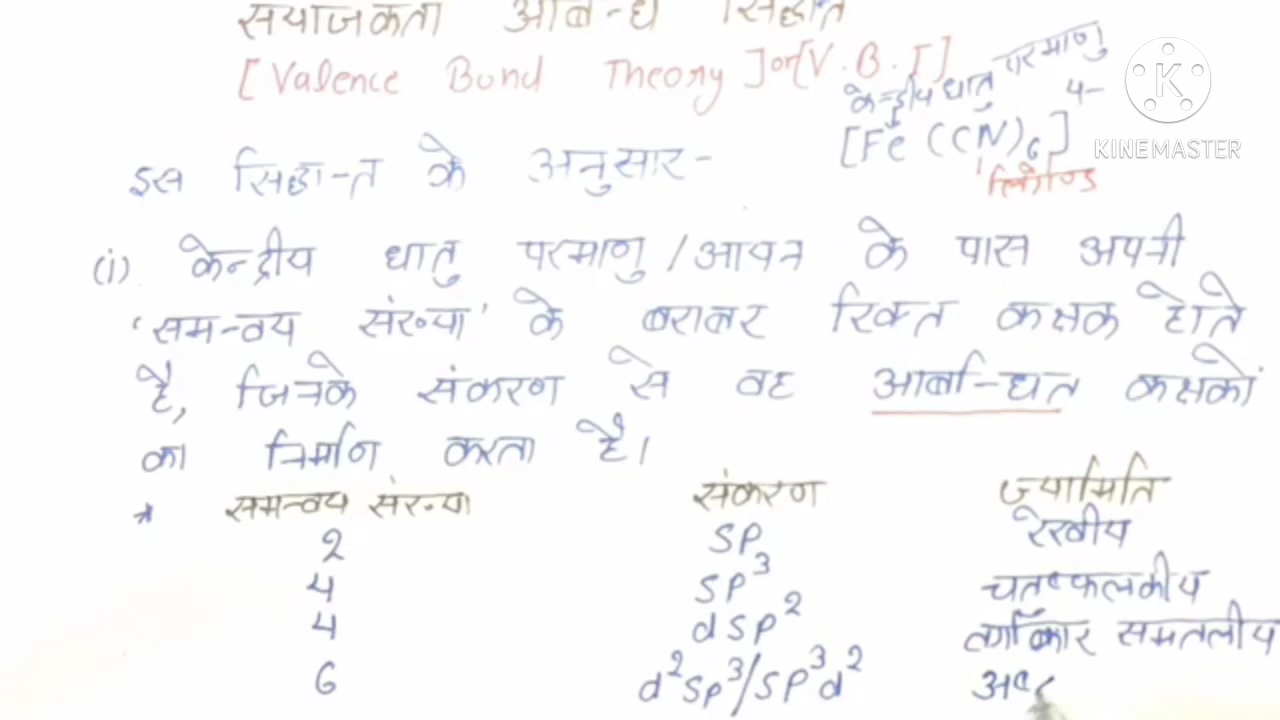 संयोजकता आबन्ध सिद्धांत
[Valence Bond Theory] or [V.B.T]
केन्द्रीय धातु परमाणु
[Fe(CN)6]4-
लिगेण्ड
KINEMASTER
इस सिद्धान्त के अनुसार-
(i) केन्द्रीय धातु परमाणु/आयन के पास अपनी
'समन्वय संख्या' के बराबर रिक्त कक्षक होते
है, जिनके संकरण से वह आबन्धित कक्षकों
का निर्माण करता है।
* समन्वय संख्या संकरण ज्यामिति
2 SP रेखीय
4 SP3 चतुष्फलकीय
4 dSP2 वर्गाकार समतलीय
6 d2SP3/SP3d2 अष्